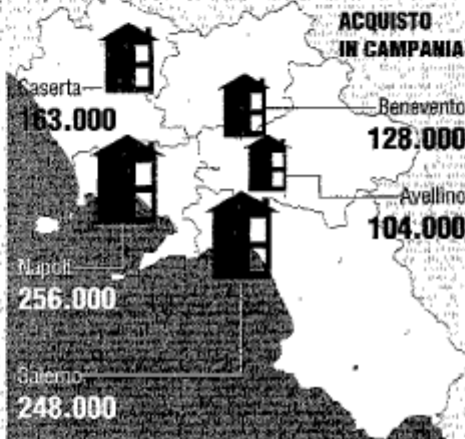 ACQUISTO
IN CAMPANIA
Caserta
163.000
Benevento
128.000
Avellino
104.000
Napoli
256.000
Salerno
248.000